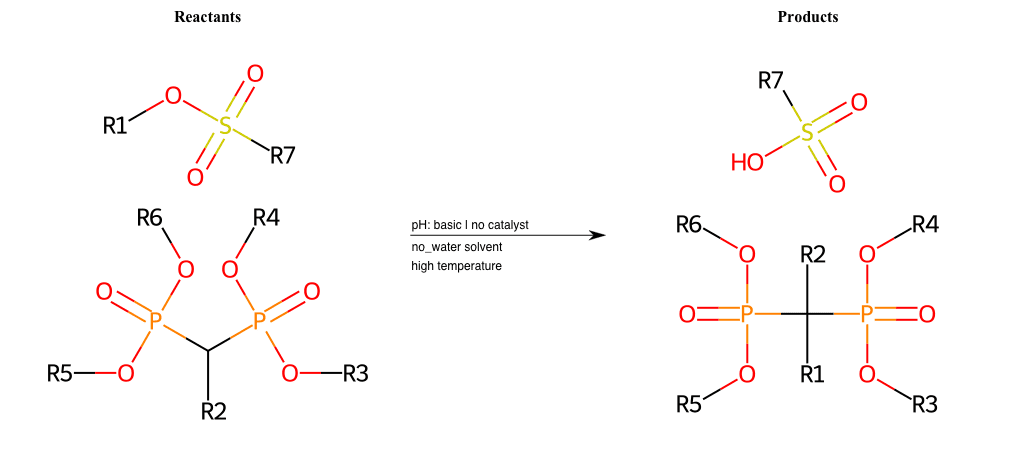 Reactants
Products
O
O
R1
S
R7
O
R7
O
S
HO
O
R6
R4
O
O
O
O
P
P
R5
O
O
R3
R2
pH: basic | no catalyst
no_water solvent
high temperature
R6
R4
O
R2
O
O
P
P
O
O
R1
O
R5
R3